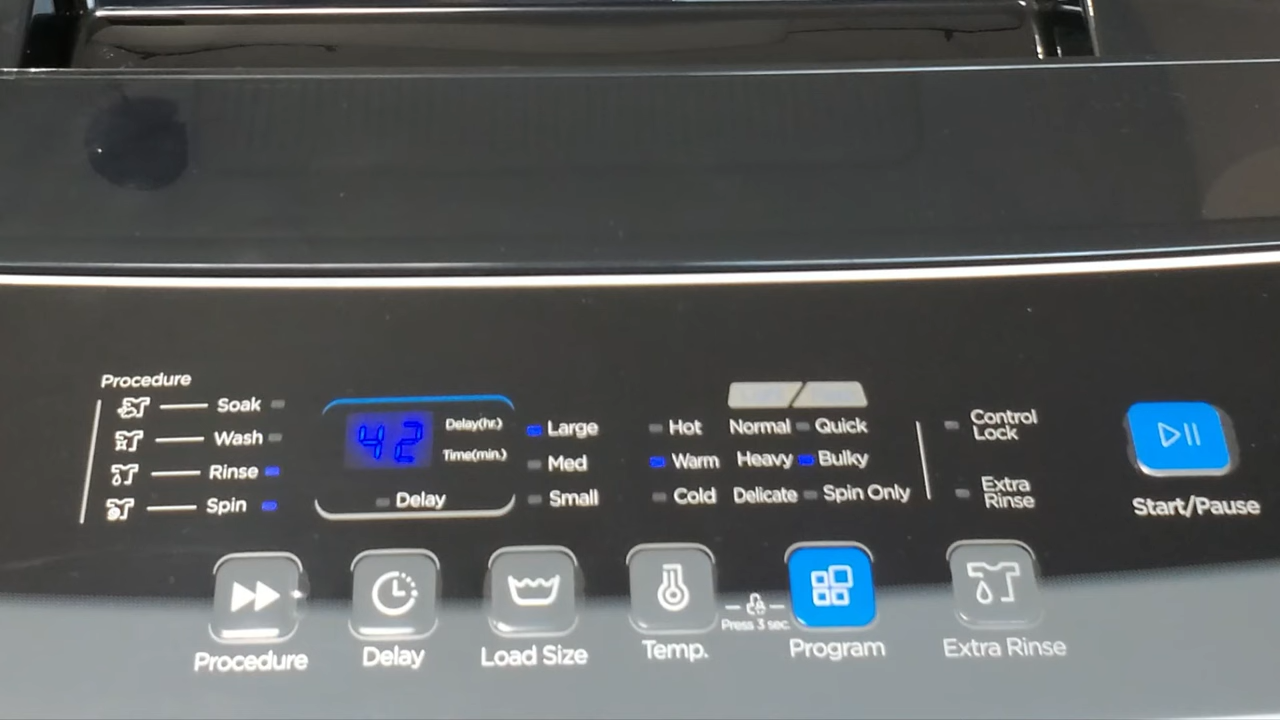 Procedure
Soak
Wash
Rinse
Spin
42
Delay(hr.)
Time(min.)
Delay
Large
Med
Small
Hot
Warm
Cold
Normal Quick
Heavy Bulky
Delicate Spin Only
Control
Lock
Extra
Rinse
Start/Pause
Procedure
Delay
Load Size
Temp.
Press 3 sec.
Program
Extra Rinse